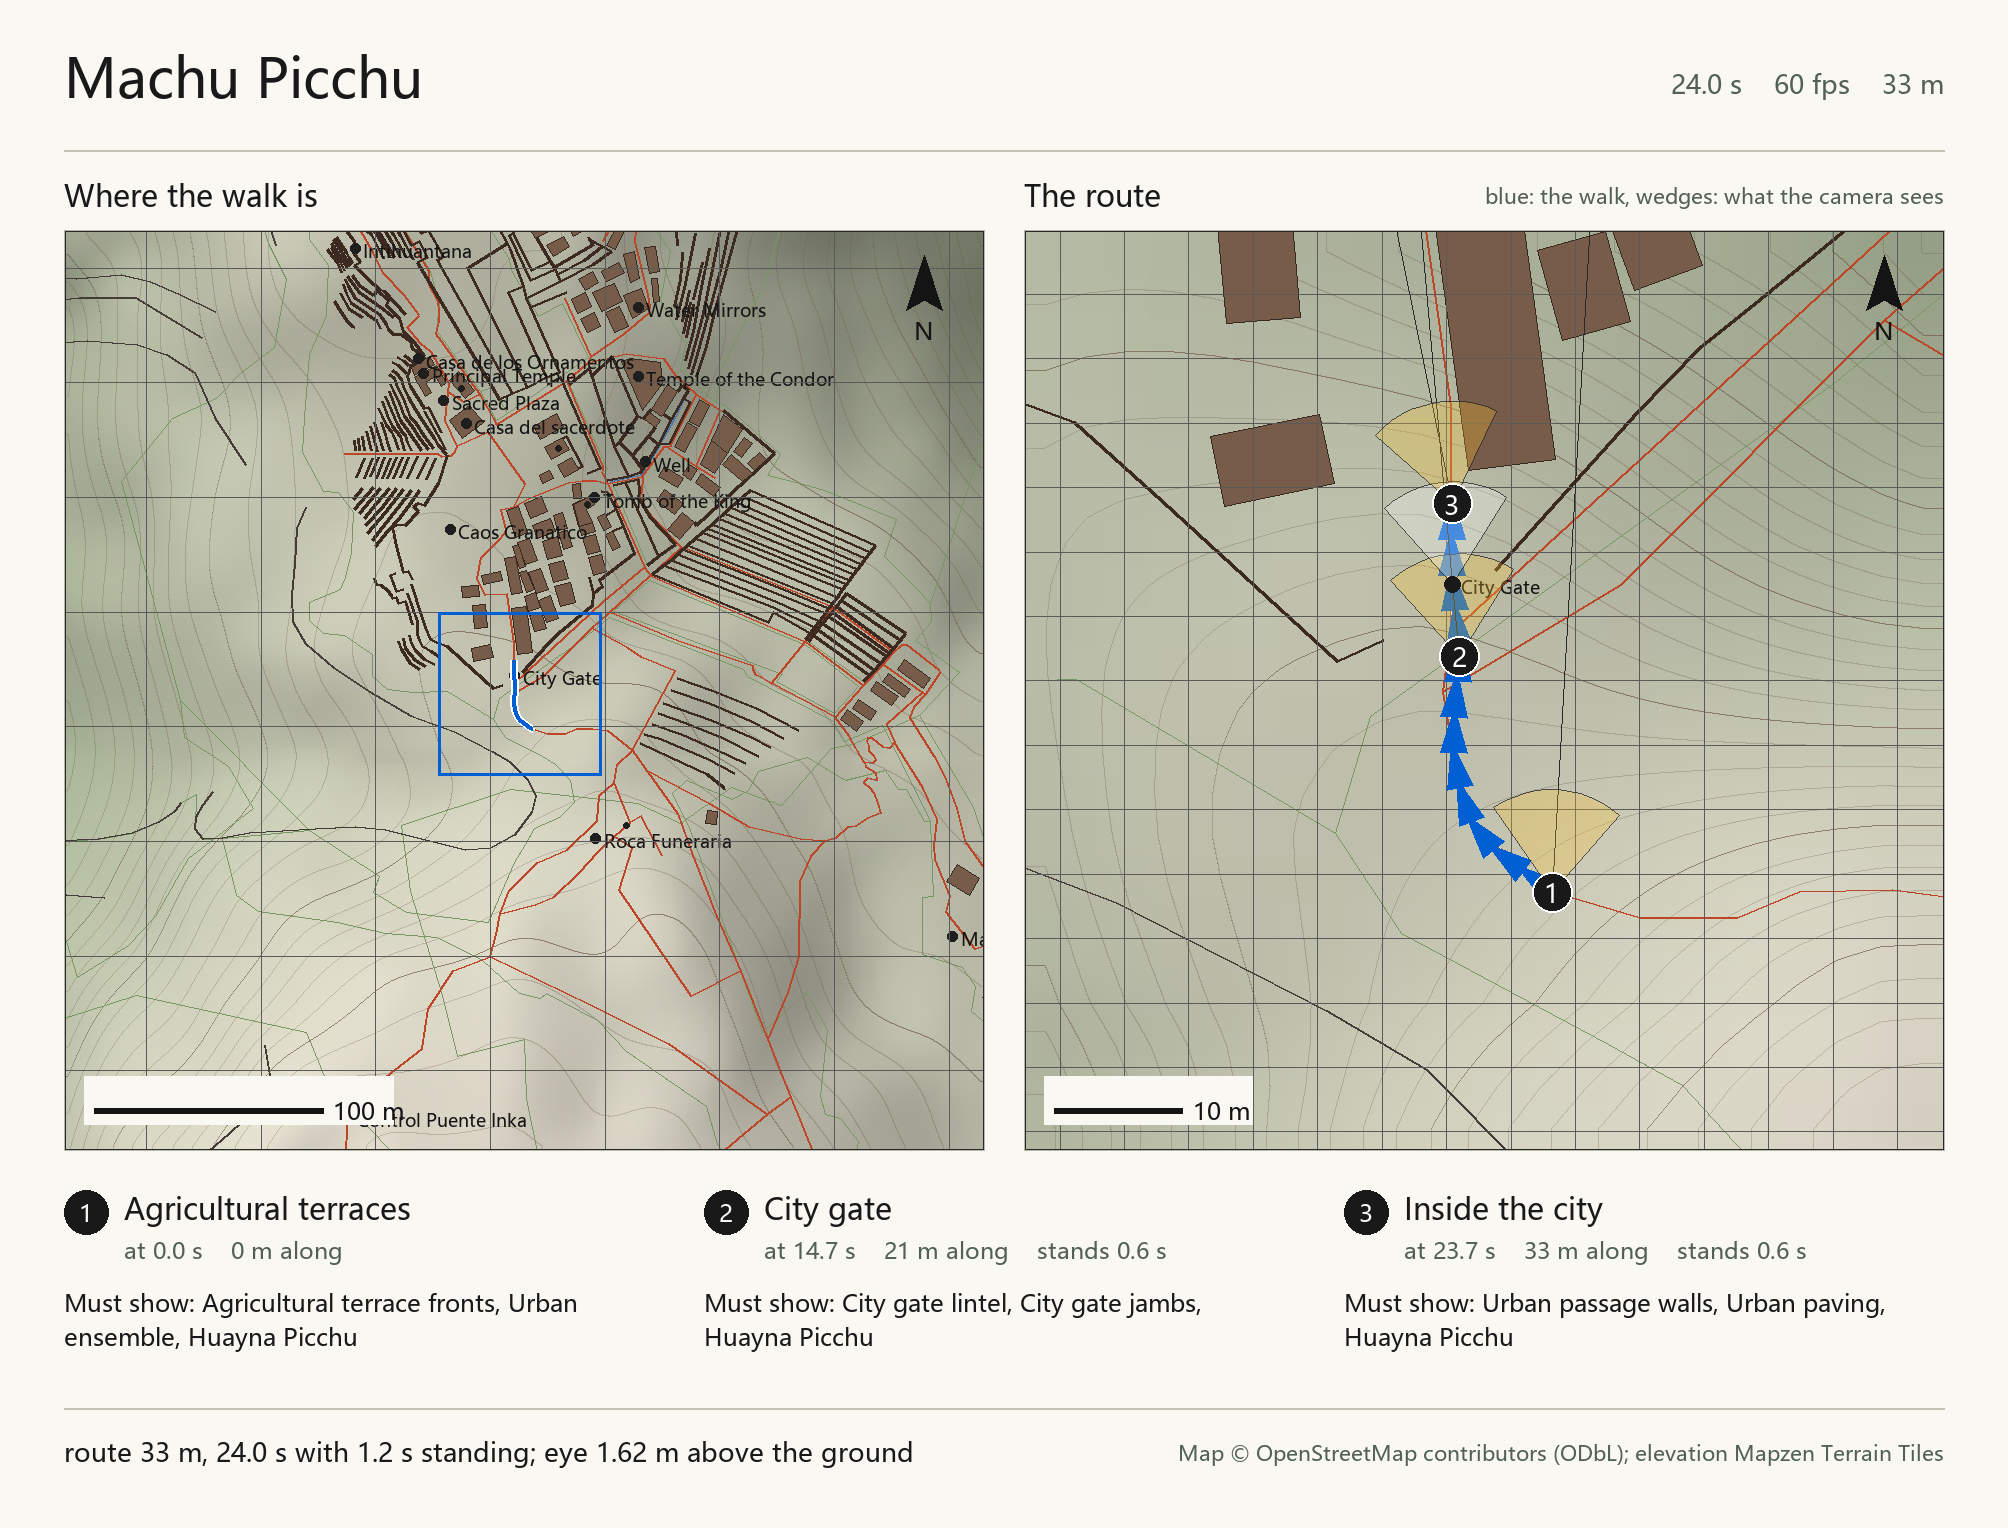 Machu Picchu
24.0 s 60 fps 33 m
Where the walk is
The route
blue: the walk, wedges: what the camera sees
Intihuantana
Water Mirrors
N
Casa de los Ornamentos
Principal Temple
Temple of the Condor
Sacred Plaza
Casa del sacerdote
Well
Tomb of the King
Caos Granatico
City Gate
Roca Funeraria
Ma
100 m
Control Puente Inka
N
3
City Gate
2
1
10 m
1 Agricultural terraces
at 0.0 s 0 m along
Must show: Agricultural terrace fronts, Urban
ensemble, Huayna Picchu
2 City gate
at 14.7 s 21 m along stands 0.6 s
Must show: City gate lintel, City gate jambs,
Huayna Picchu
3 Inside the city
at 23.7 s 33 m along stands 0.6 s
Must show: Urban passage walls, Urban paving,
Huayna Picchu
route 33 m, 24.0 s with 1.2 s standing; eye 1.62 m above the ground
Map © OpenStreetMap contributors (ODbL); elevation Mapzen Terrain Tiles